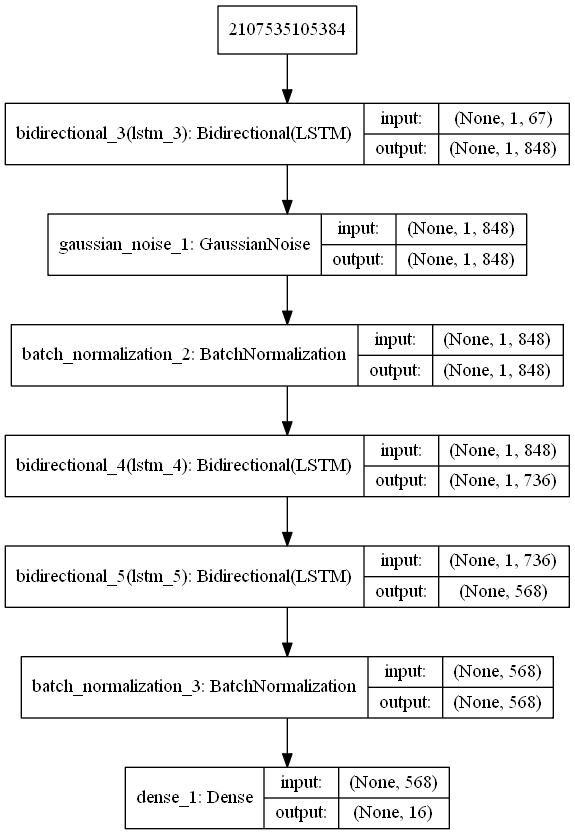 2107535105384
bidirectional_3(lstm_3): Bidirectional(LSTM)
input: (None, 1, 67)
output: (None, 1, 848)
gaussian_noise_1: GaussianNoise
input: (None, 1, 848)
output: (None, 1, 848)
batch_normalization_2: BatchNormalization
input: (None, 1, 848)
output: (None, 1, 848)
bidirectional_4(lstm_4): Bidirectional(LSTM)
input: (None, 1, 848)
output: (None, 1, 736)
bidirectional_5(lstm_5): Bidirectional(LSTM)
input: (None, 1, 736)
output: (None, 568)
batch_normalization_3: BatchNormalization
input: (None, 568)
output: (None, 568)
dense_1: Dense
input: (None, 568)
output: (None, 16)